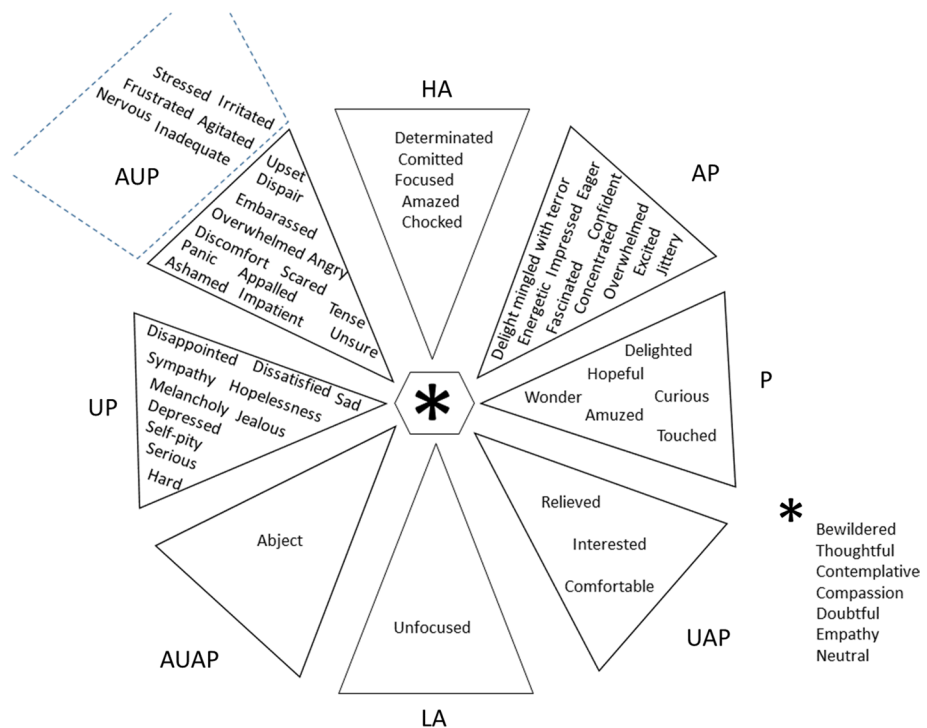 HA
Determinated
Comitted
Focused
Amazed
Chocked
AP
Delight mingled with terror
Energetic Impressed Eager
Fascinated Confident
Concentrated
Overwhelmed
Excited
Jittery
P
Delighted
Hopeful
Wonder Curious
Amuzed
Touched
UAP
Relieved
Interested
Comfortable
LA
Unfocused
AUAP
Abject
UP
Disappointed Dissatisfied Sad
Sympathy Hopelessness
Melancholy Jealous
Depressed
Self-pity
Serious
Hard
AUP
Stressed Irritated
Frustrated Agitated
Nervous Inadequate
Upset
Dispair
Embarassed
Overwhelmed Angry
Discomfort Scared
Panic Appalled Tense
Ashamed Impatient Unsure
*
*
Bewildered
Thoughtful
Contemplative
Compassion
Doubtful
Empathy
Neutral